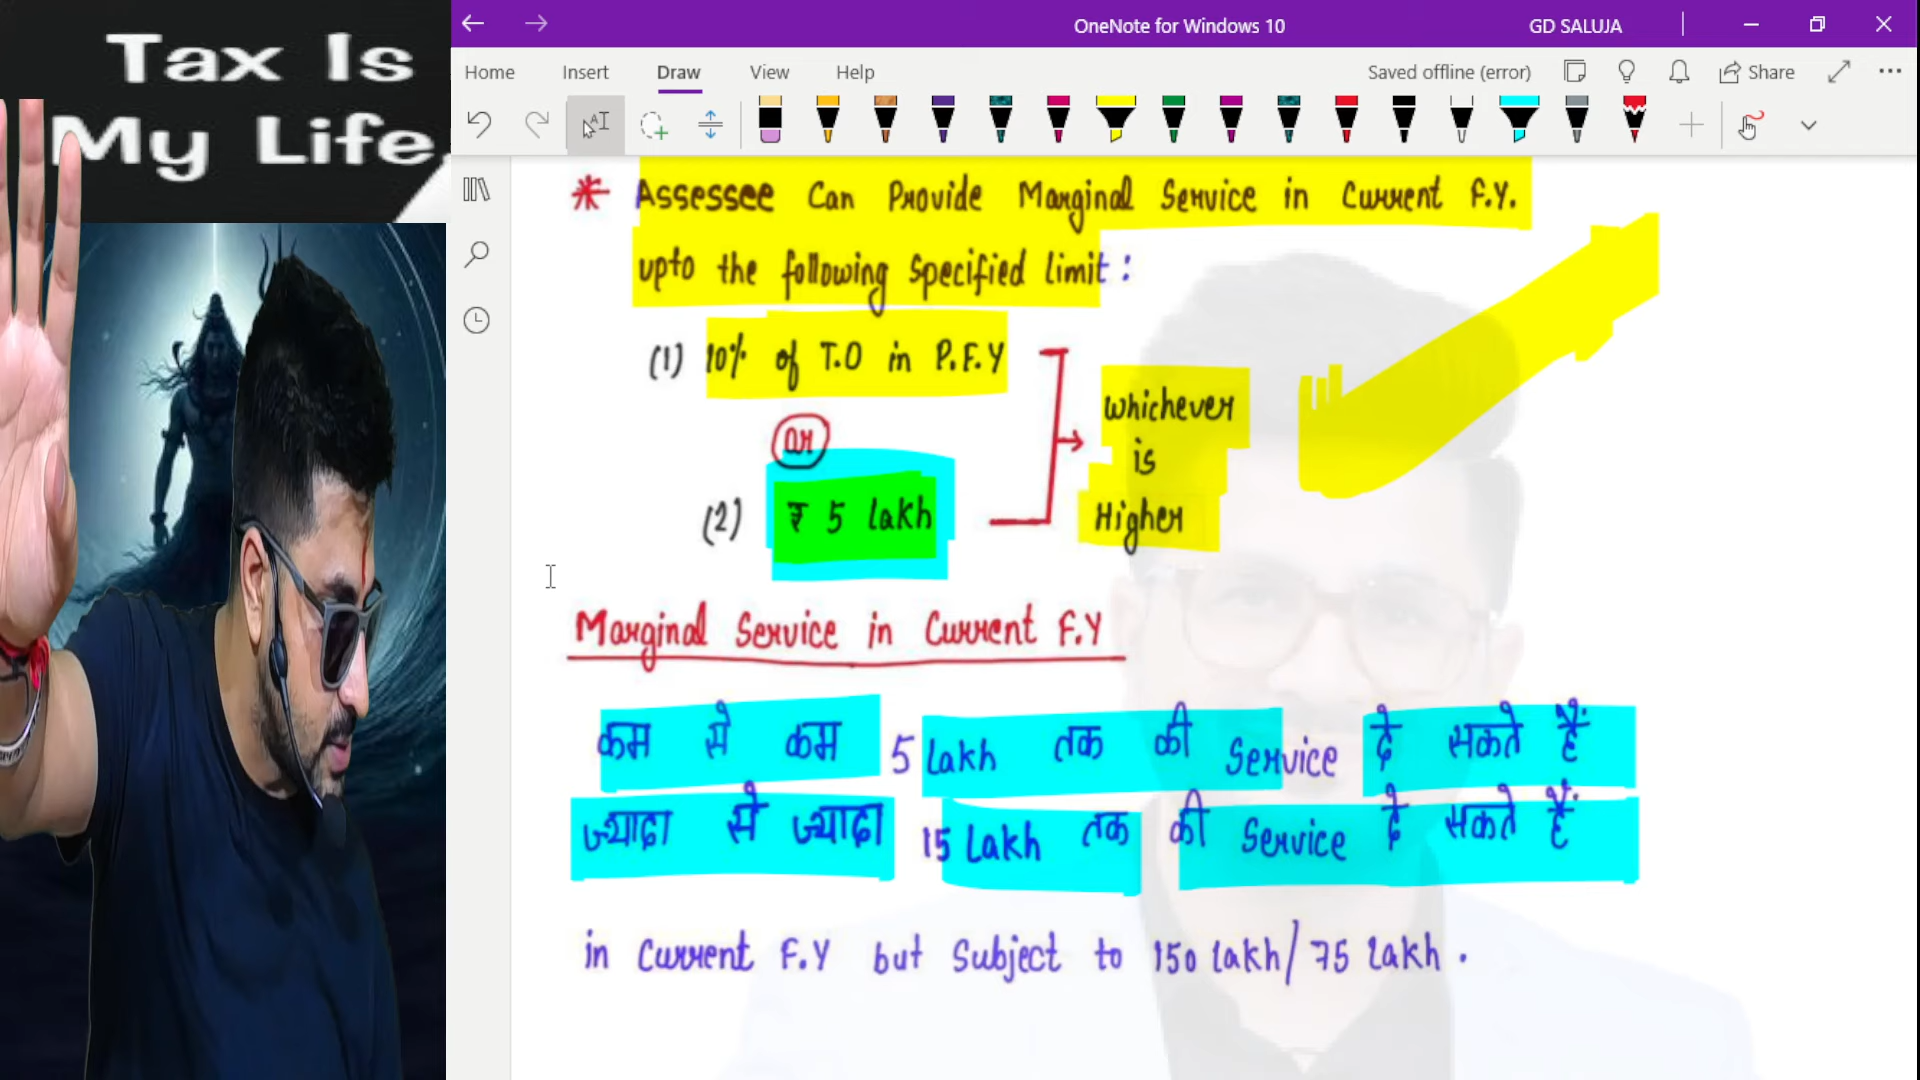 Tax Is
My Life.
OneNote for Windows 10
GD SALUJA
Home Insert Draw View Help
Saved offline (error)
Share
* Assessee Can Provide Marginal Service in Current F.Y.
upto the following specified limit :
(1) 10% of T.O in P.F.Y
or
(2) ₹ 5 lakh
Whichever
is
Higher
Marginal Service in Current F.Y
कम से कम 5 Lakh तक की Service दे सकते हैं
ज्यादा से ज्यादा 15 Lakh तक की Service दे सकते हैं
in Current F.Y but Subject to 150 lakh/ 75 lakh .